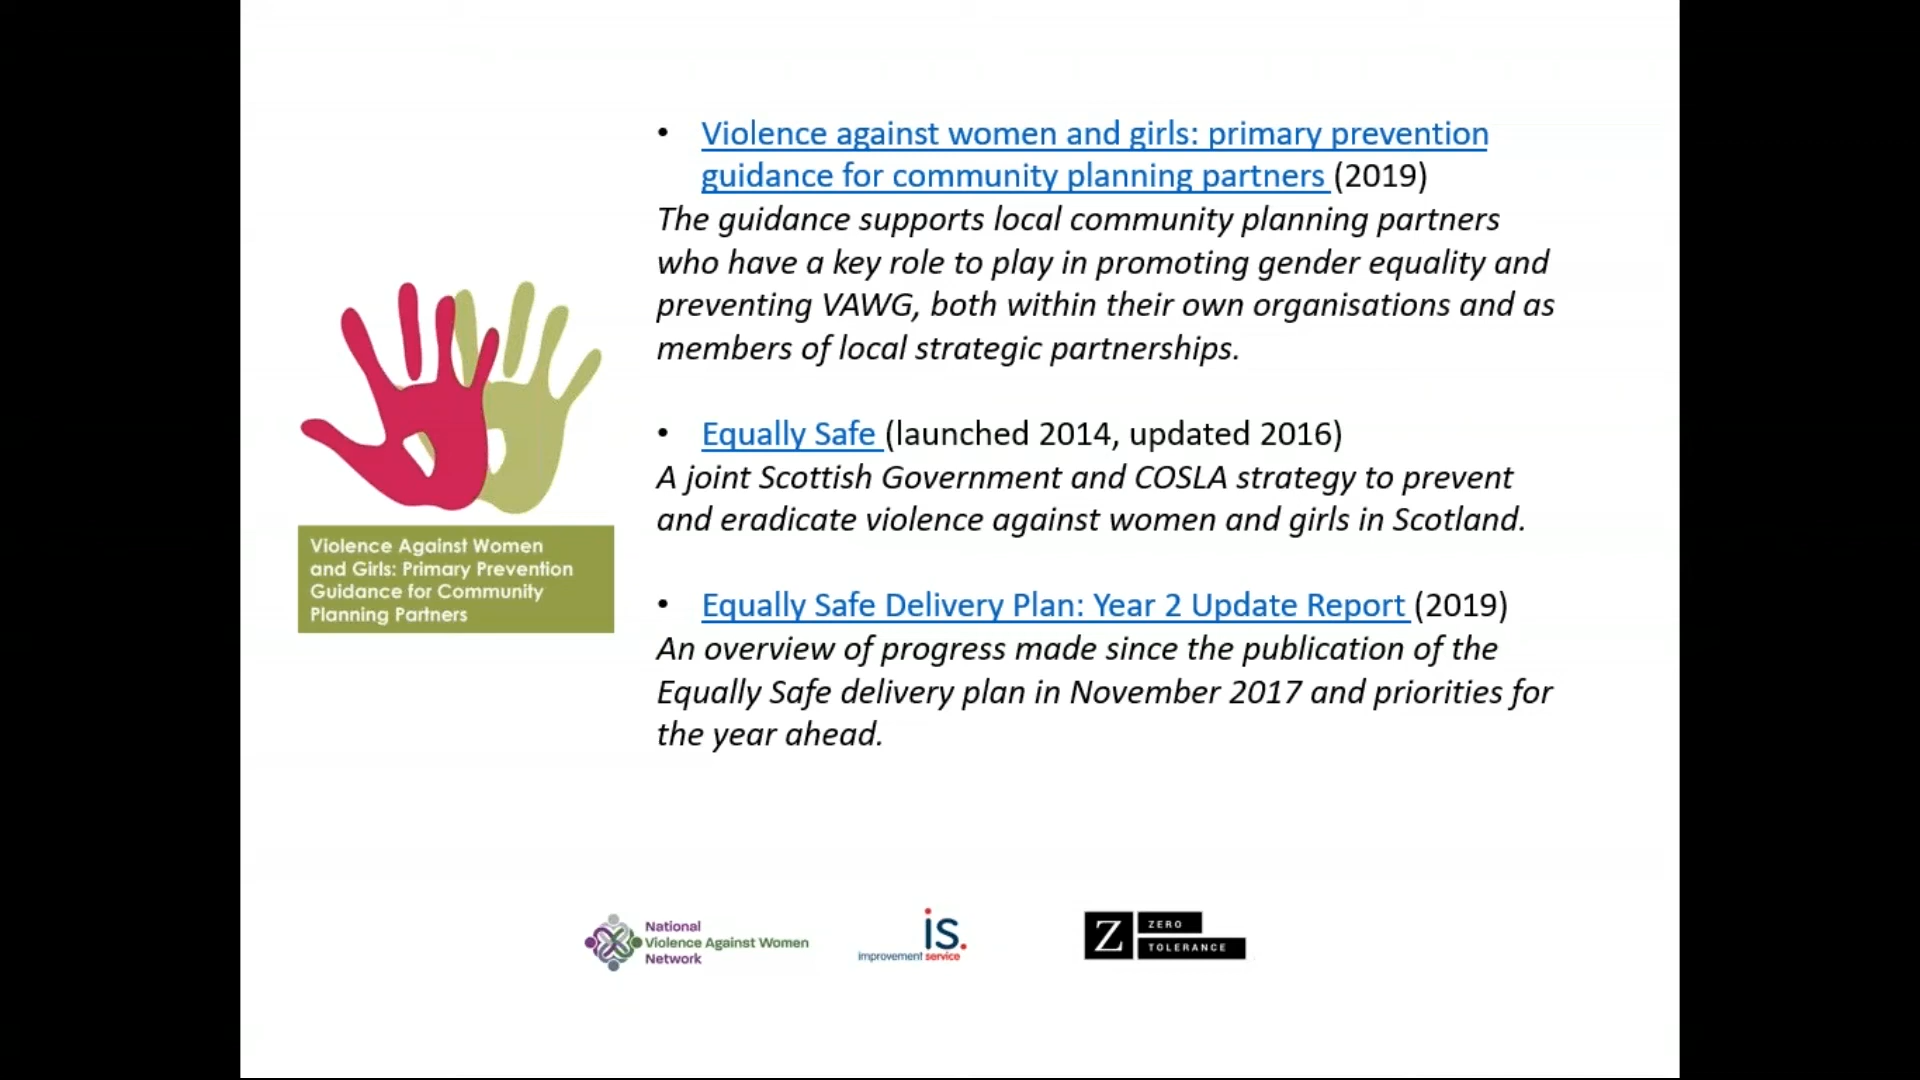 • Violence against women and girls: primary prevention
guidance for community planning partners (2019)
The guidance supports local community planning partners
who have a key role to play in promoting gender equality and
preventing VAWG, both within their own organisations and as
members of local strategic partnerships.
• Equally Safe (launched 2014, updated 2016)
A joint Scottish Government and COSLA strategy to prevent
and eradicate violence against women and girls in Scotland.
• Equally Safe Delivery Plan: Year 2 Update Report (2019)
An overview of progress made since the publication of the
Equally Safe delivery plan in November 2017 and priorities for
the year ahead.
Violence Against Women
and Girls: Primary Prevention
Guidance for Community
Planning Partners
National
Violence Against Women
Network
is.
improvement service
Z ZERO
TOLERANCE